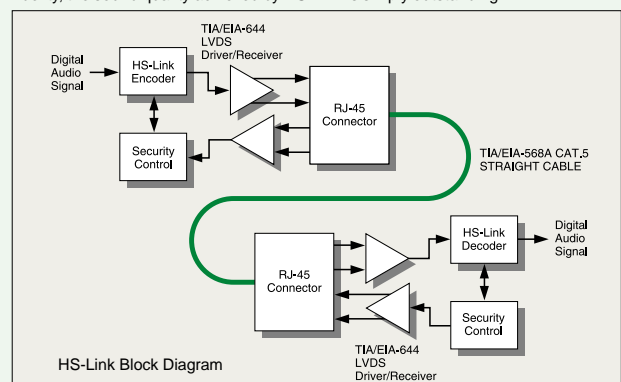 TIA/EIA-644
LVDS
Driver/Receiver
Digital
Audio
Signal
HS-Link
Encoder
RJ-45
Connector
Security
Control
TIA/EIA-568A CAT.5
STRAIGHT CABLE
RJ-45
Connector
HS-Link
Decoder
Digital
Audio
Signal
Security
Control
TIA/EIA-644
LVDS
Driver/Receiver
HS-Link Block Diagram